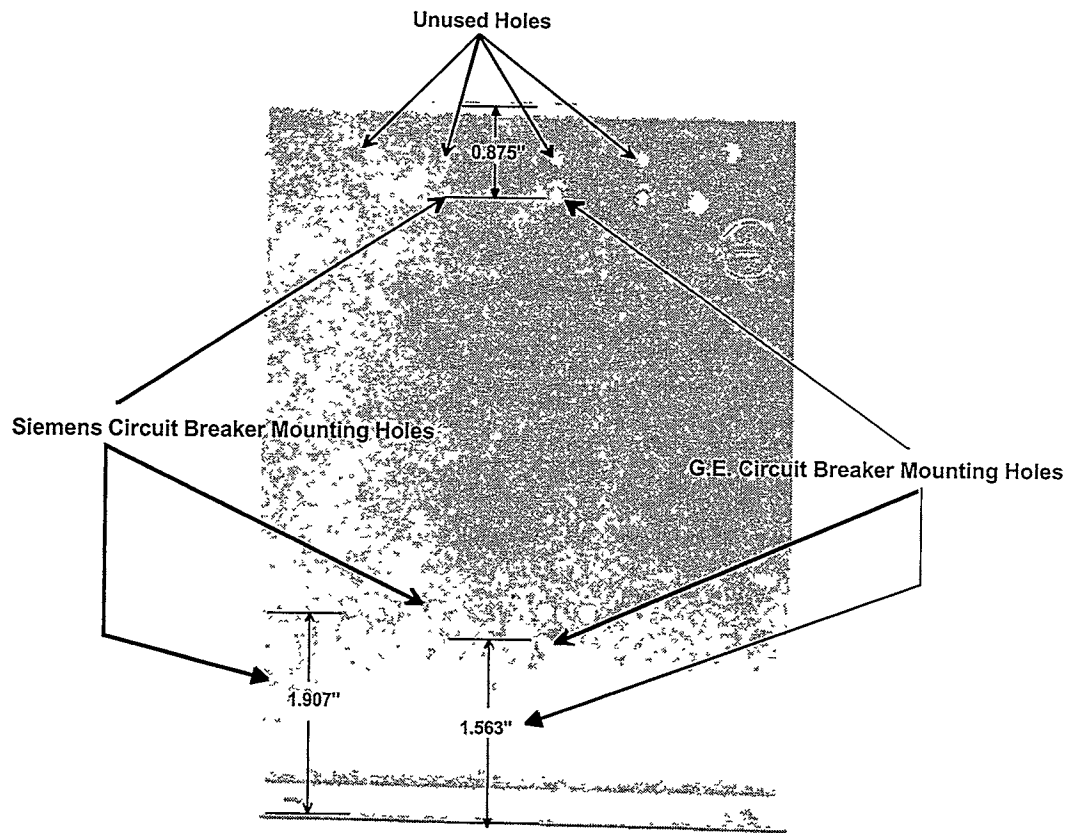 Unused Holes
0.875"
Siemens Circuit Breaker Mounting Holes
G.E. Circuit Breaker Mounting Holes
1.907"
1.563"